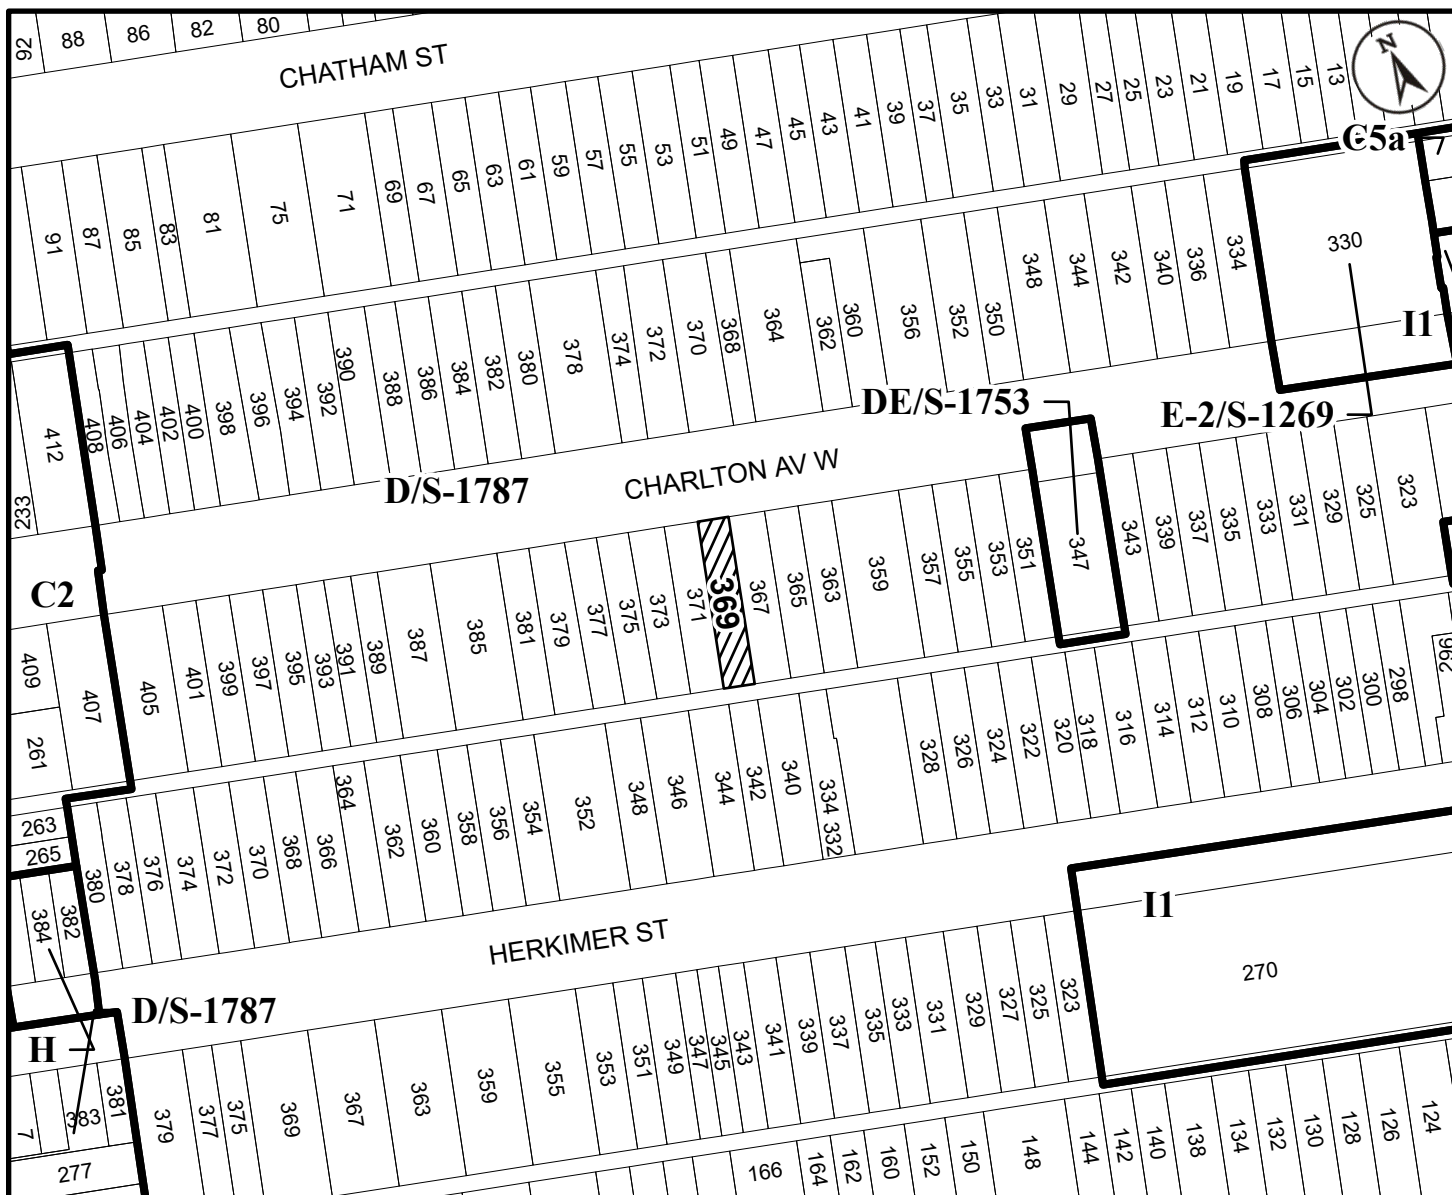 92 88 86 82 80
CHATHAM ST
N
91 87 85 83 81 75 71 69 67 65 63 61 59 57 55 53 51 49 47 45 43 41 39 37 35 33 31 29 27 25 23 21 19 17 15 13
C5a
7
330
I1
412 408 406 404 402 400 398 396 394 392 390 388 386 384 382 380 378 374 372 370 368 364 362 360 356 352 350 348 344 342 340 336 334
233
DE/S-1753
E-2/S-1269
D/S-1787
CHARLTON AV W
C2
409 407 405 401 399 397 395 393 391 389 387 385 381 379 377 375 373 371 369 367 365 363 359 357 355 353 351 347 343 339 337 335 333 331 329 325 323
261
263
265
380 378 376 374 372 370 368 366 364 362 360 358 356 354 352 348 346 344 342 340 334 332 328 326 324 322 320 318 316 314 312 310 308 306 304 302 300 298 296
384 382
HERKIMER ST
I1
270
D/S-1787
H
7 383 381 379 377 375 369 367 363 359 355 353 351 349 347 345 343 341 339 337 335 333 331 329 327 325 323
277
166 164 162 160 152 150 148 144 142 140 138 134 132 130 128 126 124